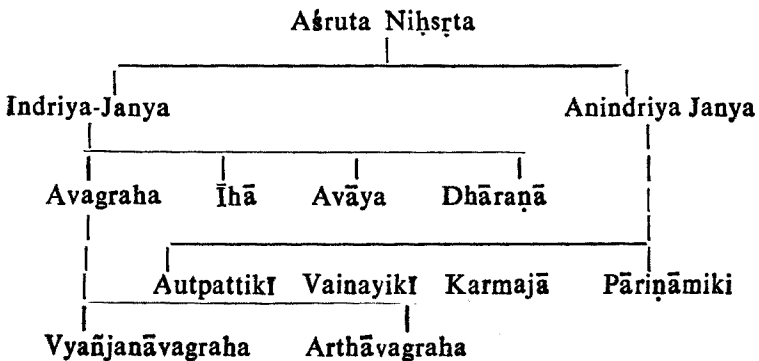 Aśruta Niḥsṛta
Indriya-Janya Anindriya Janya
Avagraha Īhā Avāya Dhāraṇā
Autpattikī Vainayikī Karmajā Pāriṇāmiki
Vyañjanāvagraha Arthāvagraha